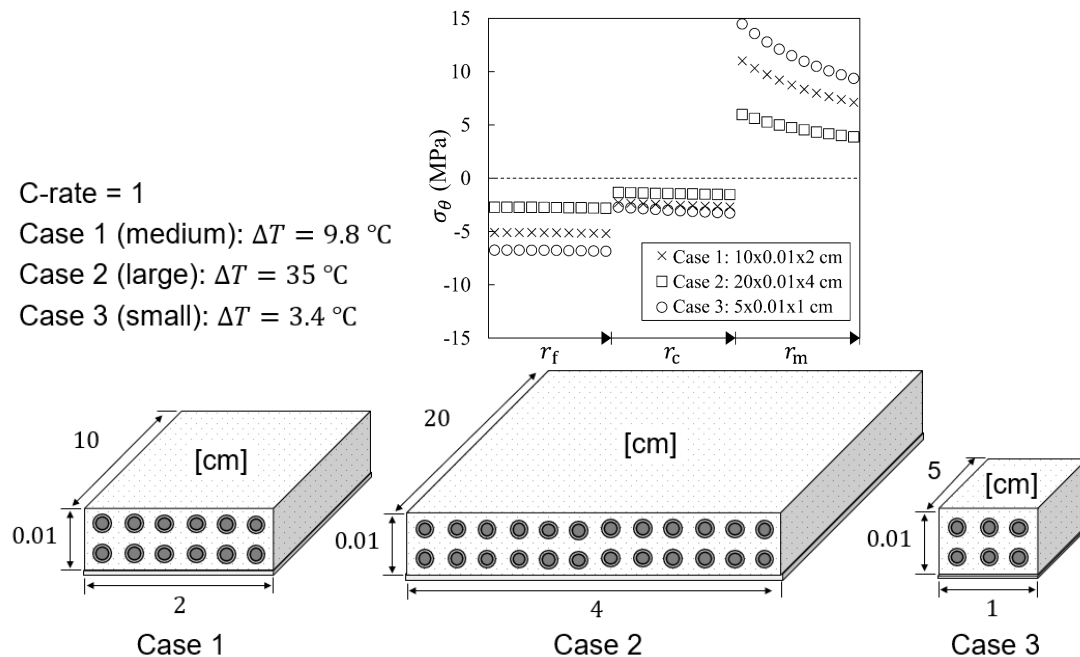 15
10
5
0
-5
-10
-15
σθ (MPa)
× Case 1: 10x0.01x2 cm
□ Case 2: 20x0.01x4 cm
○ Case 3: 5x0.01x1 cm
rf rc rm
C-rate = 1
Case 1 (medium): ΔT = 9.8 °C
Case 2 (large): ΔT = 35 °C
Case 3 (small): ΔT = 3.4 °C
10
[cm]
0.01
2
Case 1
20
[cm]
0.01
4
Case 2
5
[cm]
0.01
1
Case 3